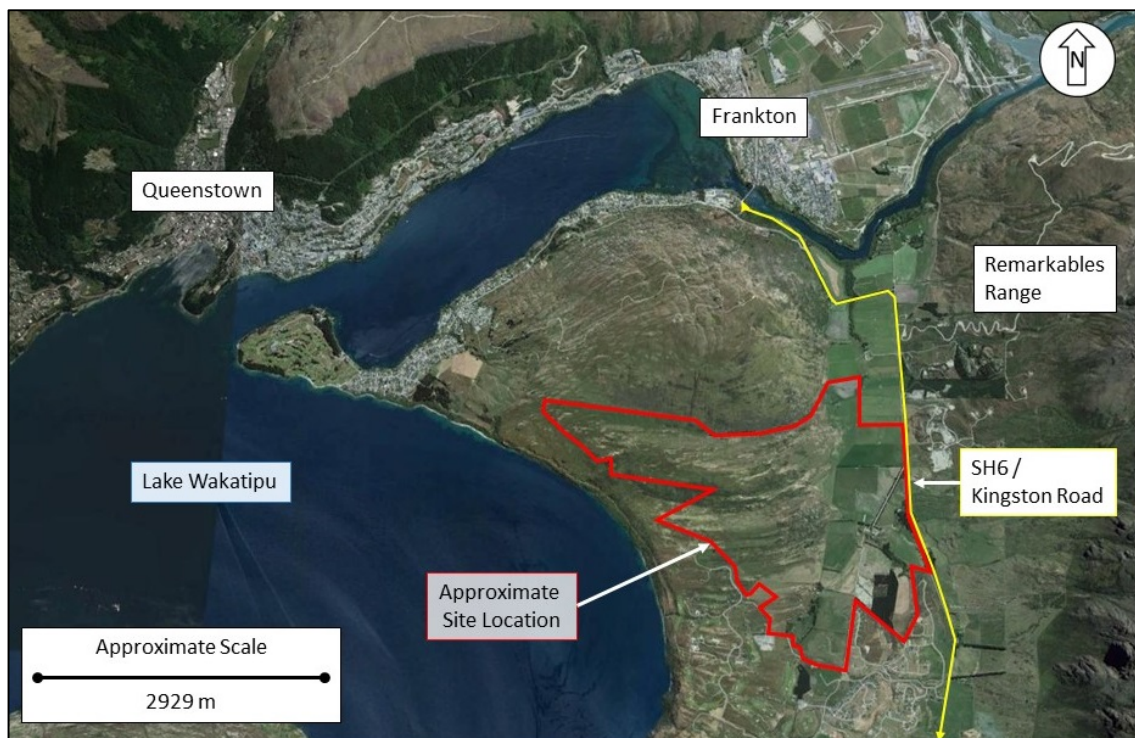 N
Frankton
Queenstown
Remarkables
Range
Lake Wakatipu
SH6 /
Kingston Road
Approximate
Site Location
Approximate Scale
2929 m